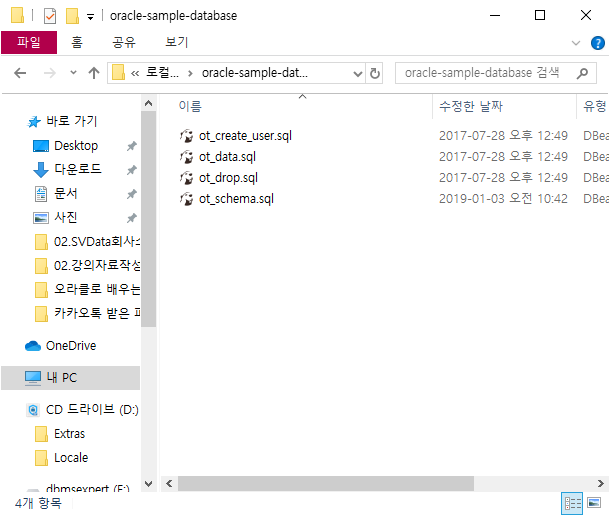 oracle-sample-database
파일 홈 공유 보기
« 로컬... › oracle-sample-dat... oracle-sample-database 검색
이름 수정한 날짜 유형
바로 가기
Desktop
다운로드
문서
사진
02.SVData회사소
02.강의자료작성
오라클로 배우는
카카오톡 받은 파
OneDrive
내 PC
CD 드라이브 (D:)
Extras
Locale
dbmsexpert (E:)
ot_create_user.sql 2017-07-28 오후 12:49 DBea
ot_data.sql 2017-07-28 오후 12:49 DBea
ot_drop.sql 2017-07-28 오후 12:49 DBea
ot_schema.sql 2019-01-03 오전 10:42 DBea
4개 항목